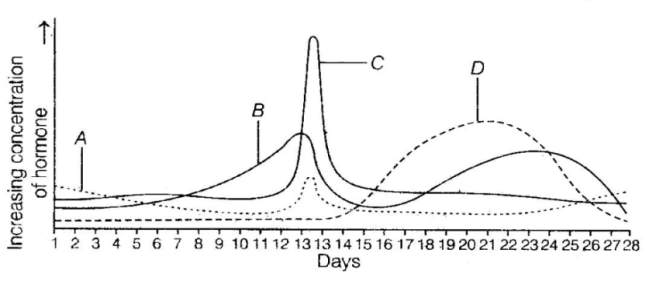 Increasing concentration
of hormone
A
B
C
D
1 2 3 4 5 6 7 8 9 10 11 12 13 13 14 15 16 17 18 19 20 21 22 23 24 25 26 27 28
Days